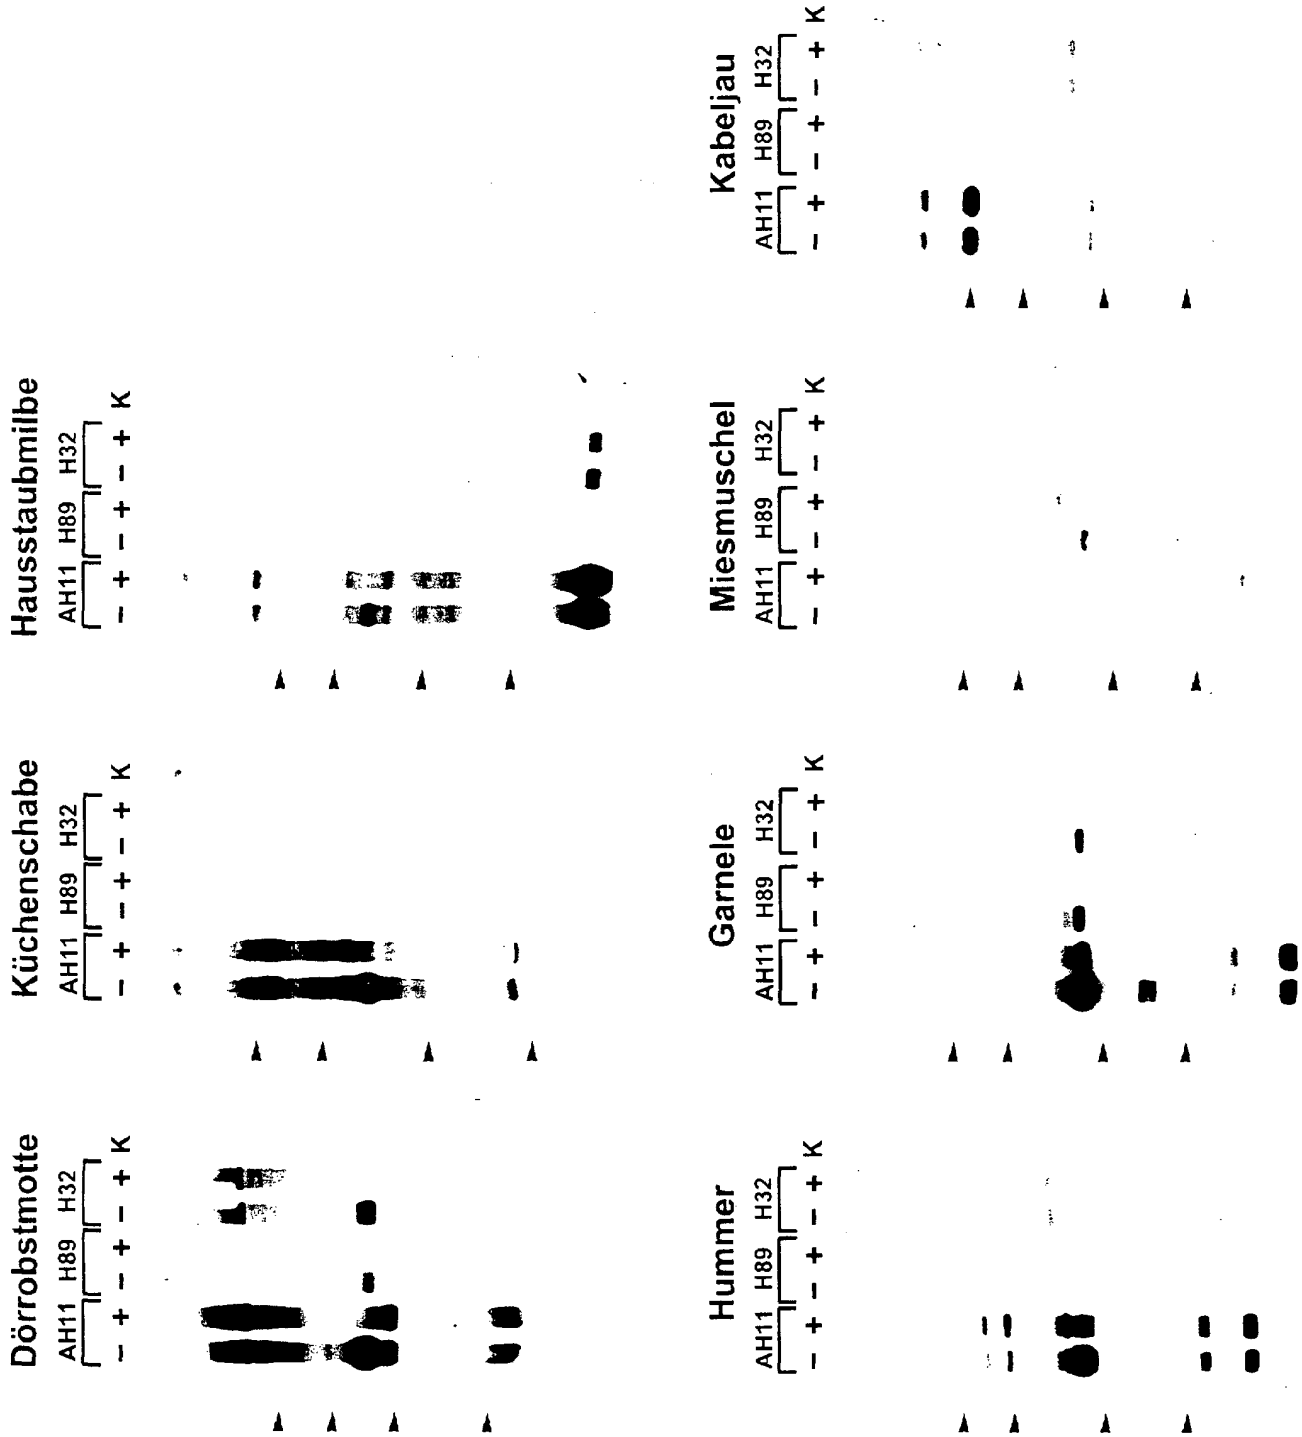 Dörrobstmotte
AH11 H89 H32
− + − + − + K
Küchenschabe
AH11 H89 H32
− + − + − + K
Hausstaubmilbe
AH11 H89 H32
− + − + − + K
Hummer
AH11 H89 H32
− + − + − + K
Garnele
AH11 H89 H32
− + − + − + K
Miesmuschel
AH11 H89 H32
− + − + − + K
Kabeljau
AH11 H89 H32
− + − + − + K